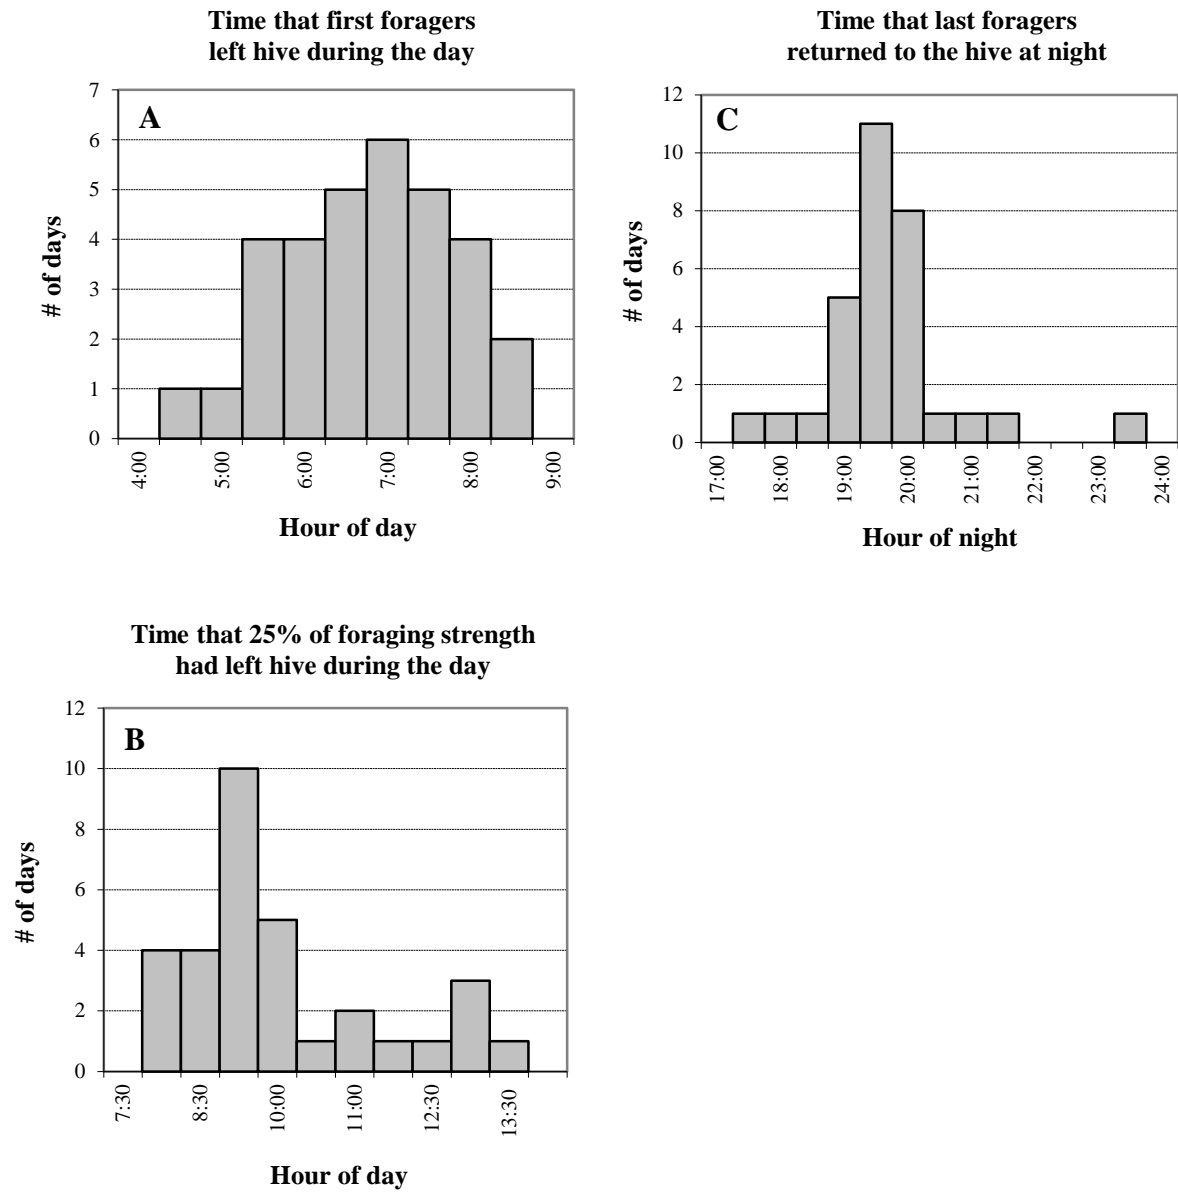 Time that first foragers
left hive during the day
7
6
5
4
3
2
1
0
A
# of days
4:00
5:00
6:00
7:00
8:00
9:00
Hour of day
Time that last foragers
returned to the hive at night
12
10
8
6
4
2
0
C
# of days
17:00
18:00
19:00
20:00
21:00
22:00
23:00
24:00
Hour of night
Time that 25% of foraging strength
had left hive during the day
12
10
8
6
4
2
0
B
# of days
7:30
8:30
10:00
11:00
12:30
13:30
Hour of day